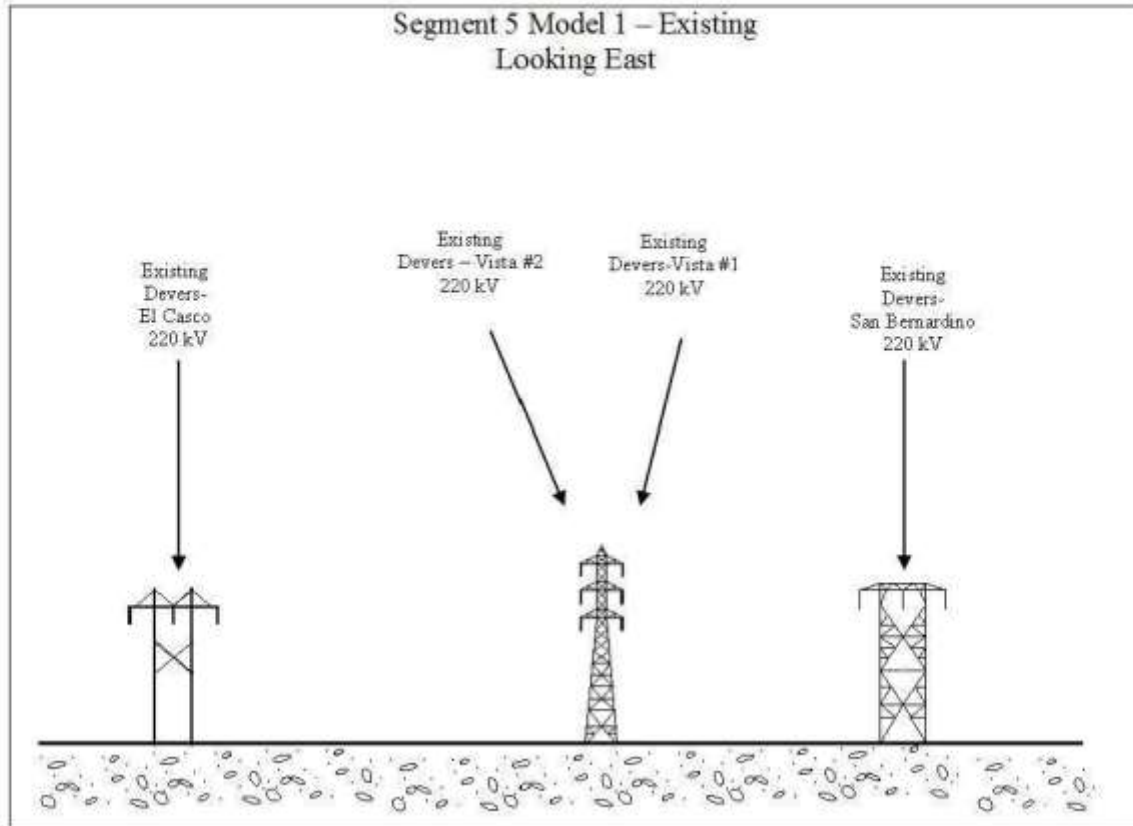 Segment 5 Model 1 – Existing
Looking East
Existing
Devers-
El Casco
220 kV
Existing
Devers – Vista #2
220 kV
Existing
Devers-Vista #1
220 kV
Existing
Devers-
San Bernardino
220 kV